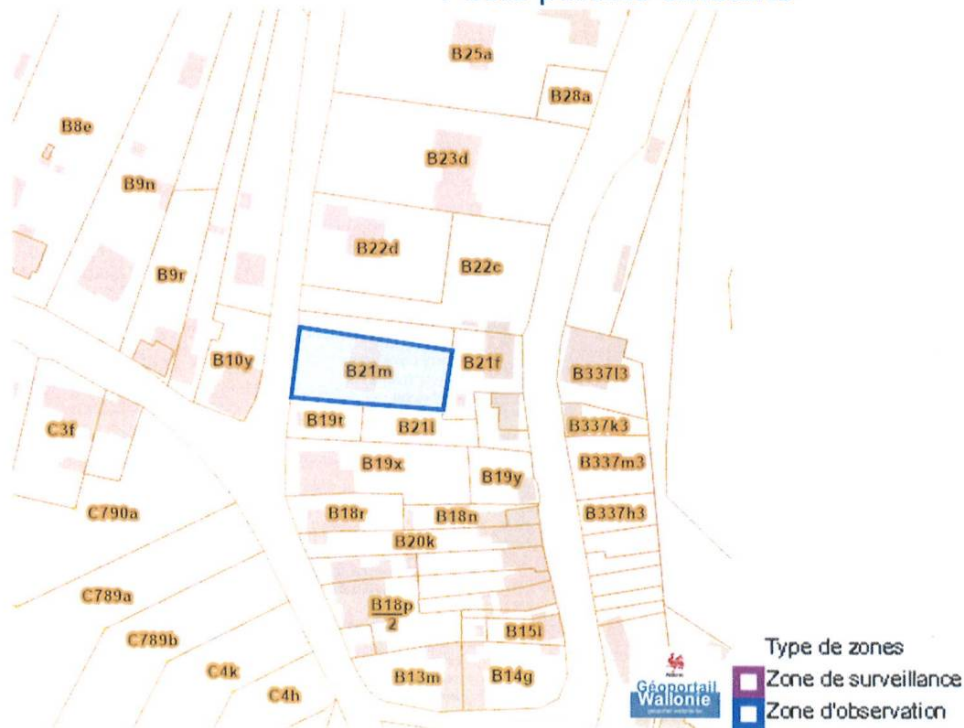 B25a
B28a
B8e
B23d
B9n
B22d
B22c
B9r
B10y
B21m
B21f
B337l3
C3f
B19t
B21l
B337k3
B19x
B19y
B337m3
C790a
B18r
B18n
B337h3
B20k
C789a
B18p
2
B15l
C789b
C4k
B13m
B14g
C4h
Géoportail
Wallonie
Type de zones
Zone de surveillance
Zone d'observation